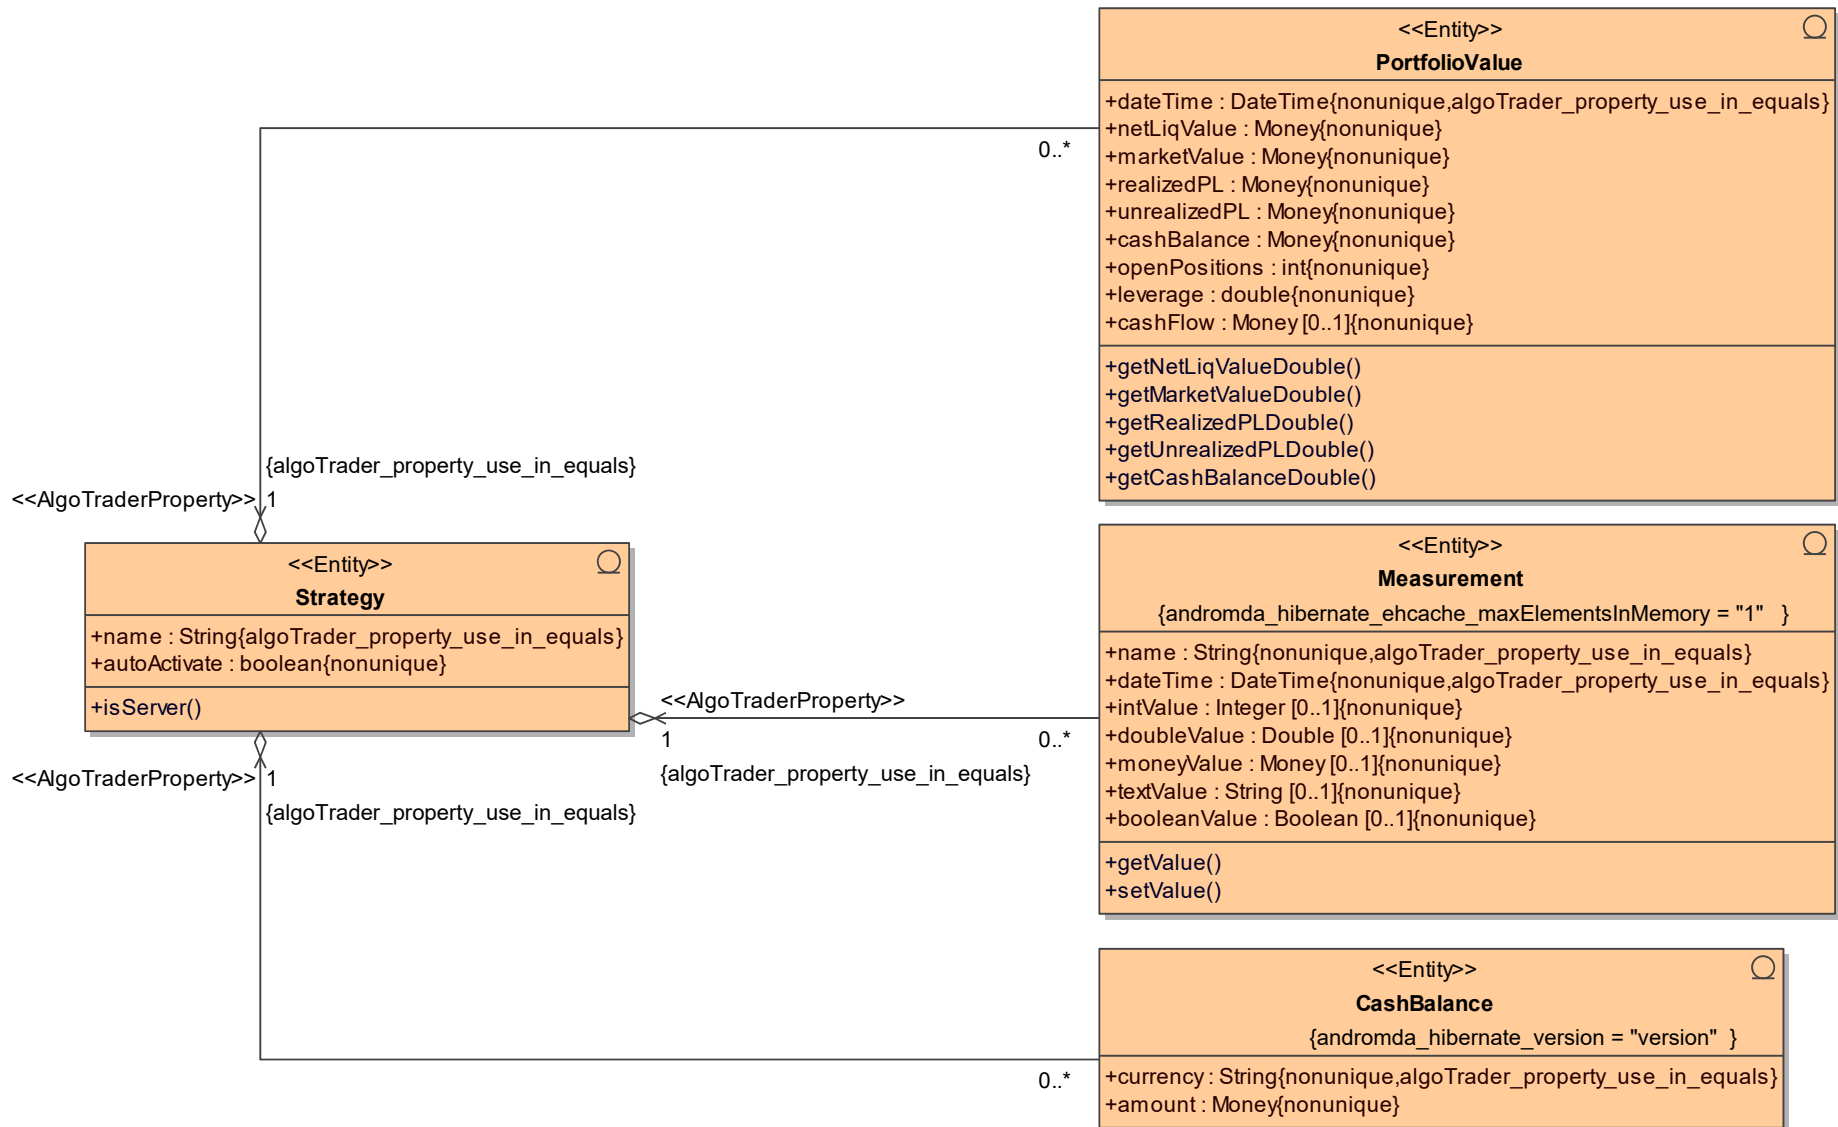 <<Entity>>
PortfolioValue
+dateTime : DateTime{nonunique,algoTrader_property_use_in_equals}
+netLiqValue : Money{nonunique}
+marketValue : Money{nonunique}
+realizedPL : Money{nonunique}
+unrealizedPL : Money{nonunique}
+cashBalance : Money{nonunique}
+openPositions : int{nonunique}
+leverage : double{nonunique}
+cashFlow : Money [0..1]{nonunique}
+getNetLiqValueDouble()
+getMarketValueDouble()
+getRealizedPLDouble()
+getUnrealizedPLDouble()
+getCashBalanceDouble()
0..*
{algoTrader_property_use_in_equals}
<<AlgoTraderProperty>> 1
<<Entity>>
Strategy
+name : String{algoTrader_property_use_in_equals}
+autoActivate : boolean{nonunique}
+isServer()
<<AlgoTraderProperty>>
1
0..*
{algoTrader_property_use_in_equals}
<<AlgoTraderProperty>> 1
{algoTrader_property_use_in_equals}
0..*
<<Entity>>
Measurement
{andromda_hibernate_ehcache_maxElementsInMemory = "1" }
+name : String{nonunique,algoTrader_property_use_in_equals}
+dateTime : DateTime{nonunique,algoTrader_property_use_in_equals}
+intValue : Integer [0..1]{nonunique}
+doubleValue : Double [0..1]{nonunique}
+moneyValue : Money [0..1]{nonunique}
+textValue : String [0..1]{nonunique}
+booleanValue : Boolean [0..1]{nonunique}
+getValue()
+setValue()
<<Entity>>
CashBalance
{andromda_hibernate_version = "version" }
+currency : String{nonunique,algoTrader_property_use_in_equals}
+amount : Money{nonunique}